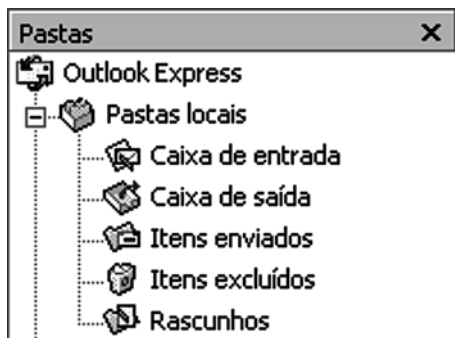 Pastas
Outlook Express
Pastas locais
Caixa de entrada
Caixa de saída
Itens enviados
Itens excluídos
Rascunhos